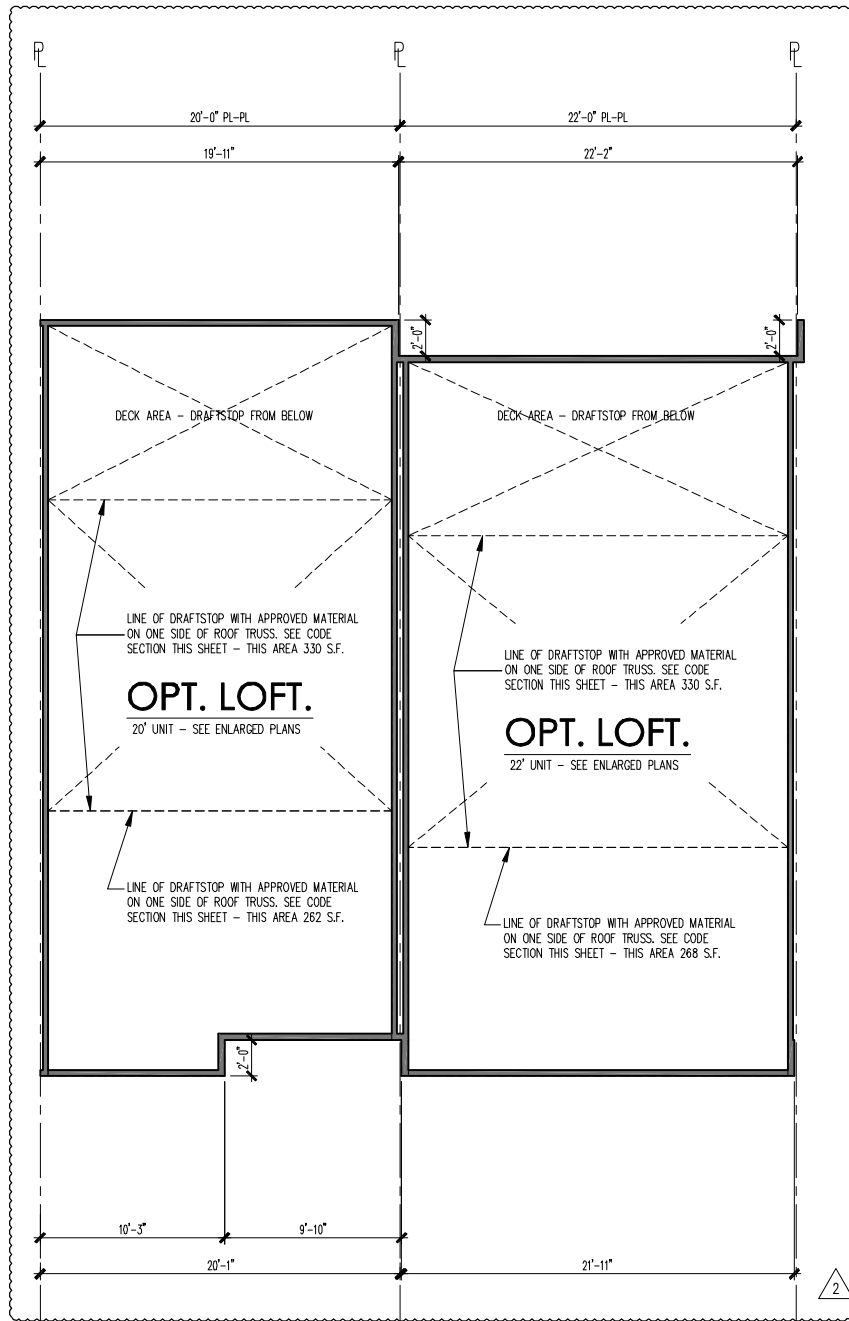 PL PL PL
20'-0" PL-PL
22'-0" PL-PL
19'-11"
22'-2"
2'-0"
2'-0"
DECK AREA – DRAFTSTOP FROM BELOW
DECK AREA – DRAFTSTOP FROM BELOW
LINE OF DRAFTSTOP WITH APPROVED MATERIAL
ON ONE SIDE OF ROOF TRUSS. SEE CODE
SECTION THIS SHEET – THIS AREA 330 S.F.
OPT. LOFT.
20' UNIT – SEE ENLARGED PLANS
LINE OF DRAFTSTOP WITH APPROVED MATERIAL
ON ONE SIDE OF ROOF TRUSS. SEE CODE
SECTION THIS SHEET – THIS AREA 330 S.F.
OPT. LOFT.
22' UNIT – SEE ENLARGED PLANS
LINE OF DRAFTSTOP WITH APPROVED MATERIAL
ON ONE SIDE OF ROOF TRUSS. SEE CODE
SECTION THIS SHEET – THIS AREA 262 S.F.
LINE OF DRAFTSTOP WITH APPROVED MATERIAL
ON ONE SIDE OF ROOF TRUSS. SEE CODE
SECTION THIS SHEET – THIS AREA 268 S.F.
2'-0"
10'-3"
9'-10"
20'-1"
21'-11"
2